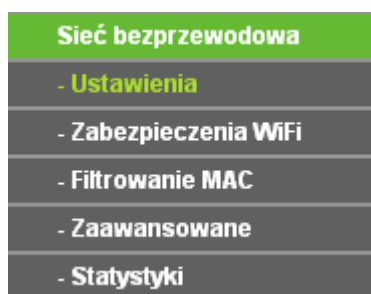 Sieć bezprzewodowa
- Ustawienia
- Zabezpieczenia WiFi
- Filtrowanie MAC
- Zaawansowane
- Statystyki